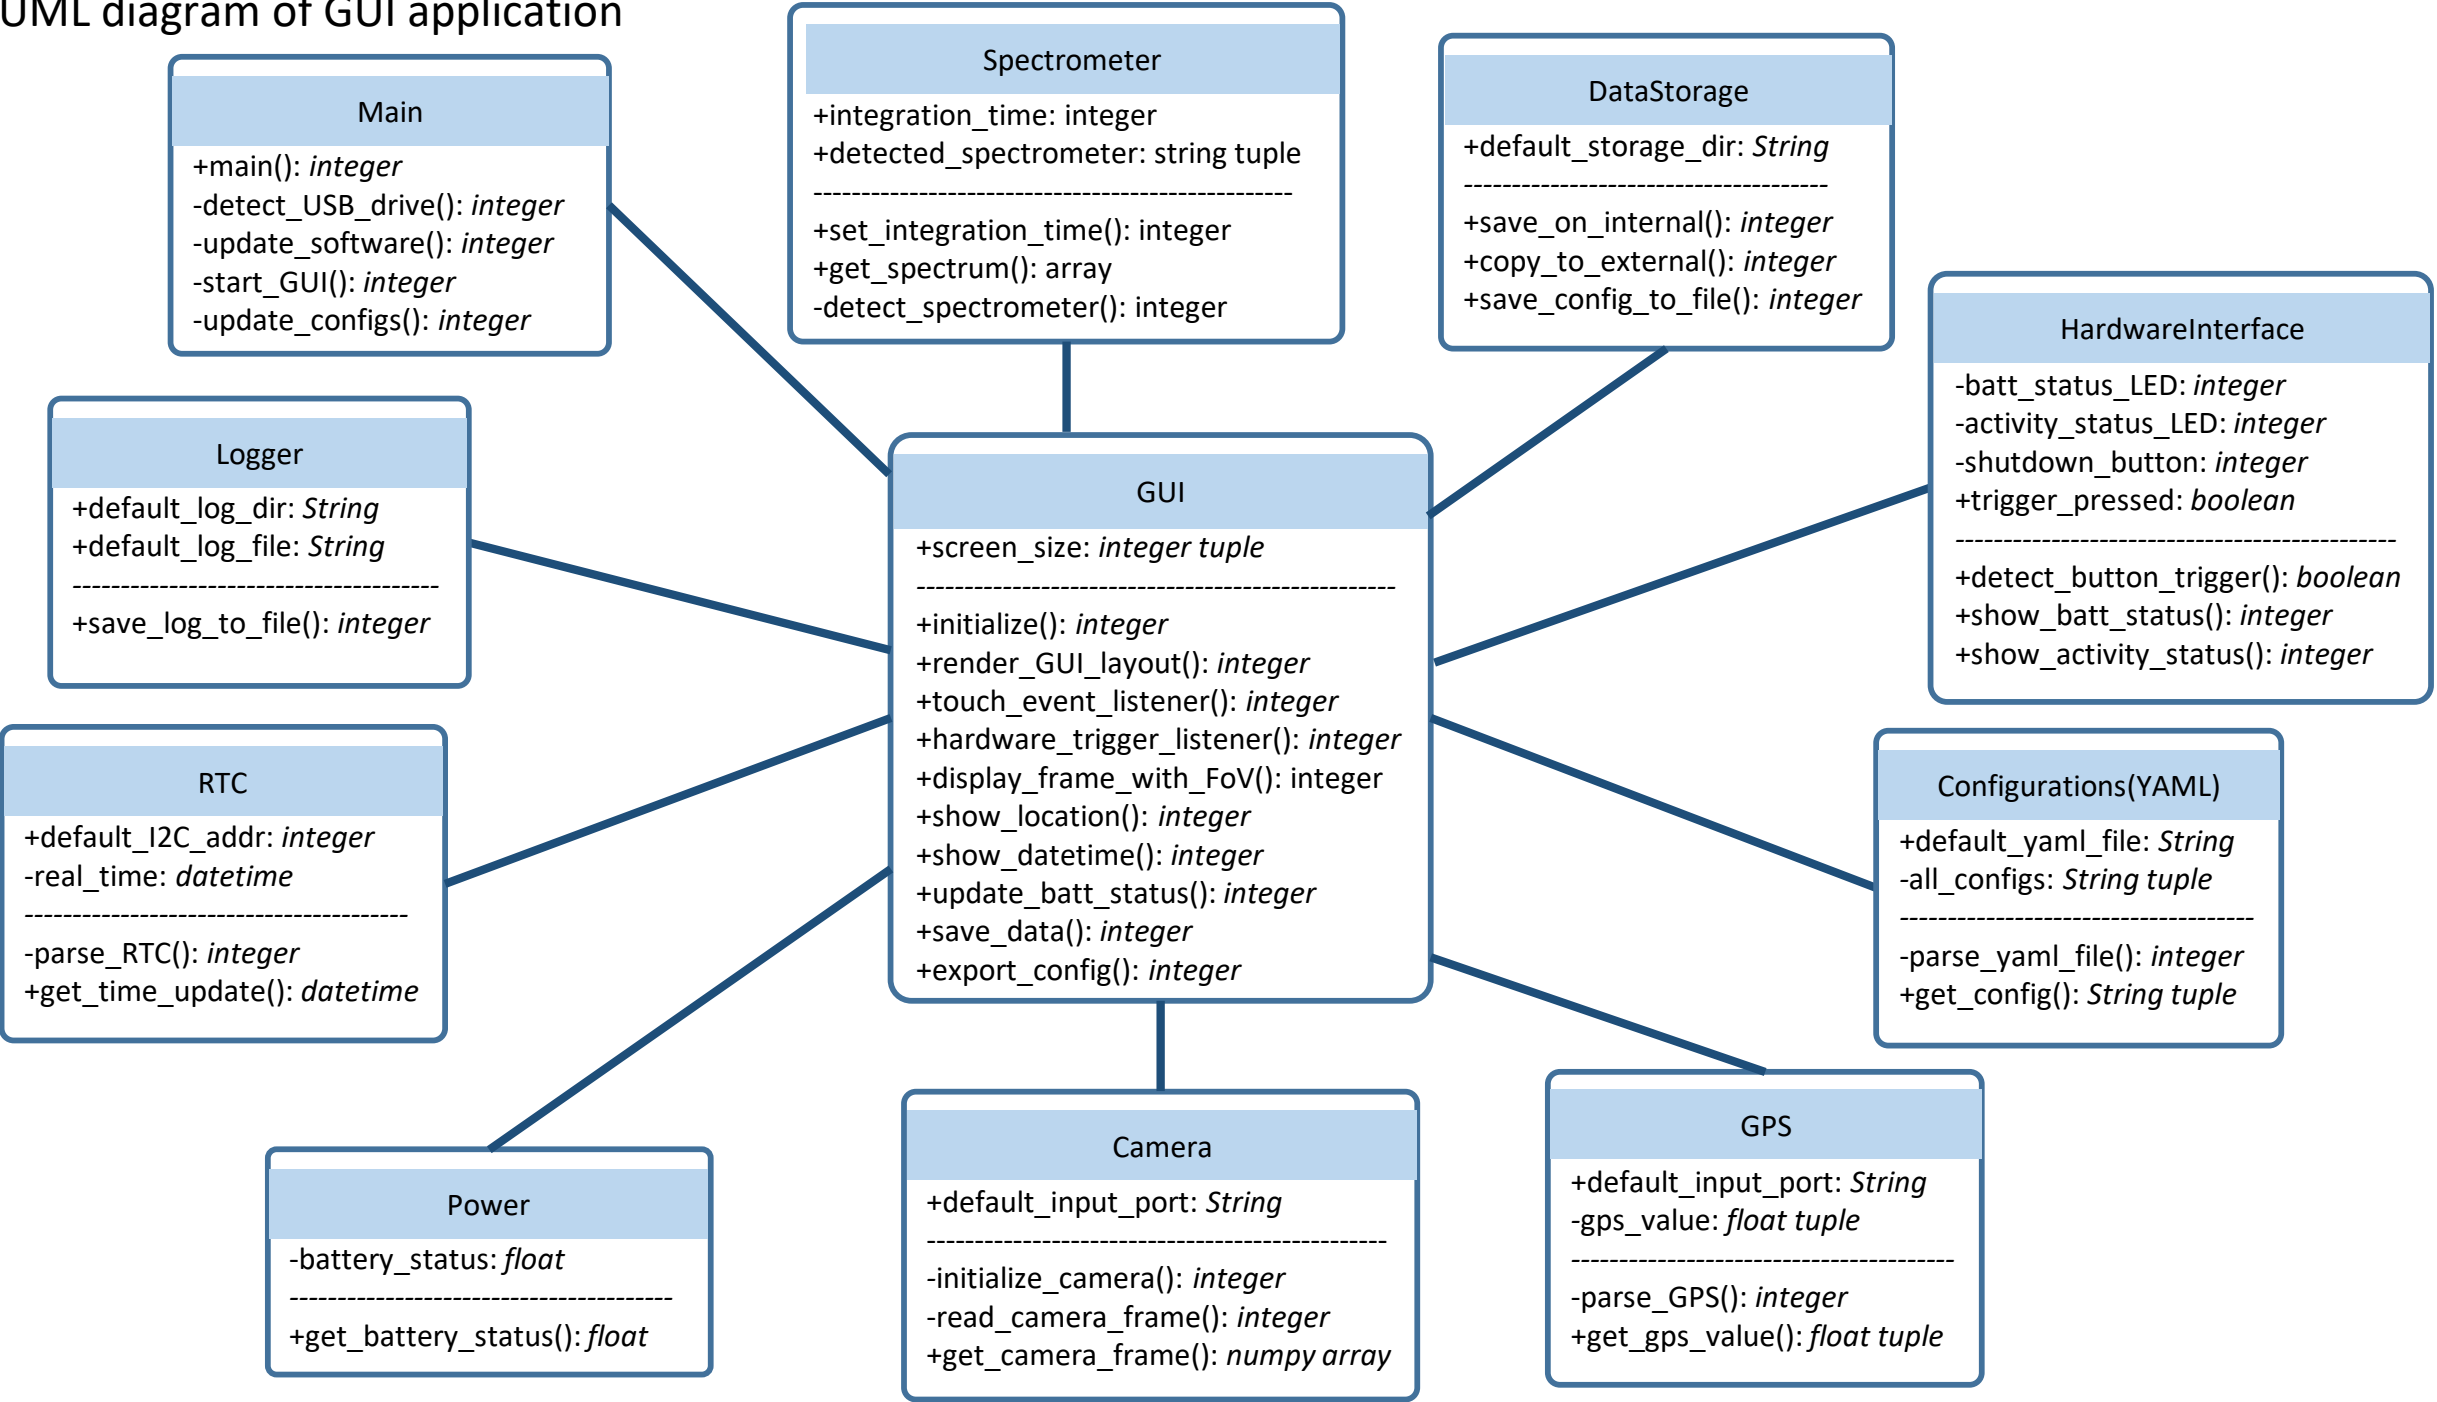 UML diagram of GUI application
Main
+main(): integer
-detect_USB_drive(): integer
-update_software(): integer
-start_GUI(): integer
-update_configs(): integer
Spectrometer
+integration_time: integer
+detected_spectrometer: string tuple
--------------------------------------------------
+set_integration_time(): integer
+get_spectrum(): array
-detect_spectrometer(): integer
DataStorage
+default_storage_dir: String
--------------------------------------
+save_on_internal(): integer
+copy_to_external(): integer
+save_config_to_file(): integer
HardwareInterface
-batt_status_LED: integer
-activity_status_LED: integer
-shutdown_button: integer
+trigger_pressed: boolean
----------------------------------------------
+detect_button_trigger(): boolean
+show_batt_status(): integer
+show_activity_status(): integer
Logger
+default_log_dir: String
+default_log_file: String
--------------------------------------
+save_log_to_file(): integer
GUI
+screen_size: integer tuple
--------------------------------------------------
+initialize(): integer
+render_GUI_layout(): integer
+touch_event_listener(): integer
+hardware_trigger_listener(): integer
+display_frame_with_FoV(): integer
+show_location(): integer
+show_datetime(): integer
+update_batt_status(): integer
+save_data(): integer
+export_config(): integer
RTC
+default_I2C_addr: integer
-real_time: datetime
----------------------------------------
-parse_RTC(): integer
+get_time_update(): datetime
Configurations(YAML)
+default_yaml_file: String
-all_configs: String tuple
-------------------------------------
-parse_yaml_file(): integer
+get_config(): String tuple
Power
-battery_status: float
----------------------------------------
+get_battery_status(): float
Camera
+default_input_port: String
------------------------------------------------
-initialize_camera(): integer
-read_camera_frame(): integer
+get_camera_frame(): numpy array
GPS
+default_input_port: String
-gps_value: float tuple
----------------------------------------
-parse_GPS(): integer
+get_gps_value(): float tuple